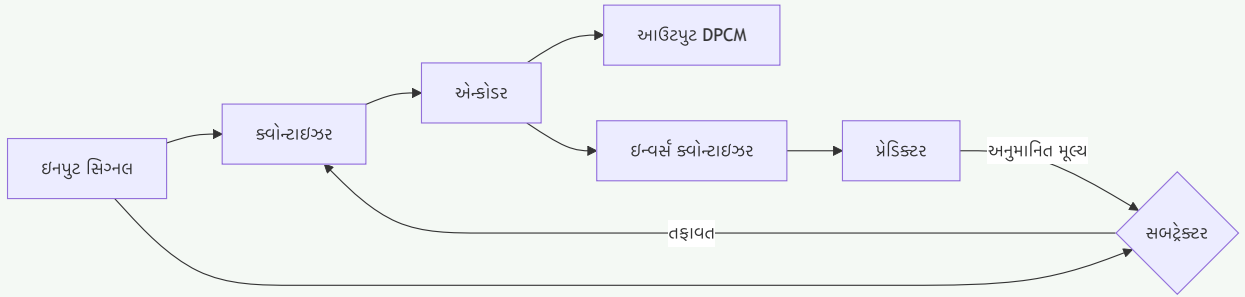 આઉટપુટ DPCM
એન્કોડર
ક્વોન્ટાઇઝર
ઇનપુટ સિગ્નલ
ઇન્વર્સ ક્વોન્ટાઇઝર
પ્રેડિક્ટર
અનુમાનિત મૂલ્ય
સબટ્રેક્ટર
તફાવત